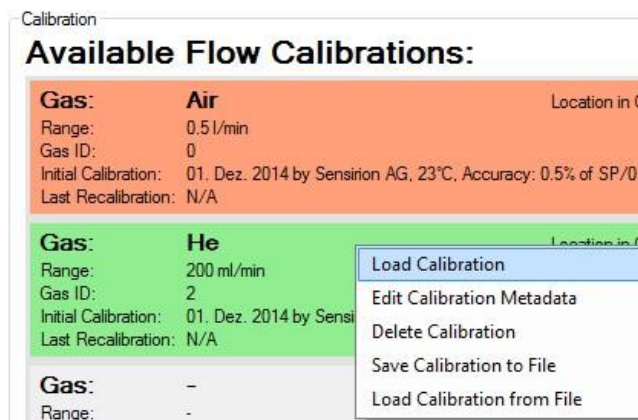 Calibration
Available Flow Calibrations:
Gas: Air Location in
Range: 0.5 l/min
Gas ID: 0
Initial Calibration: 01. Dez. 2014 by Sensirion AG, 23°C, Accuracy: 0.5% of SP/0
Last Recalibration: N/A
Gas: He
Range: 200 ml/min
Gas ID: 2
Initial Calibration: 01. Dez. 2014 by Sensi
Last Recalibration: N/A
Load Calibration
Edit Calibration Metadata
Delete Calibration
Save Calibration to File
Load Calibration from File
Gas: -
Range: -